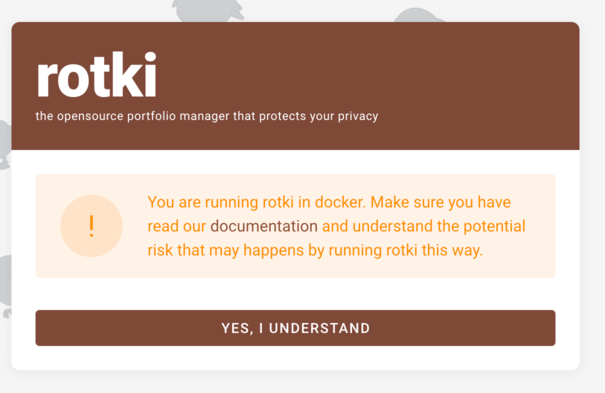 rotki
the opensource portfolio manager that protects your privacy
!
You are running rotki in docker. Make sure you have
read our documentation and understand the potential
risk that may happens by running rotki this way.
YES, I UNDERSTAND